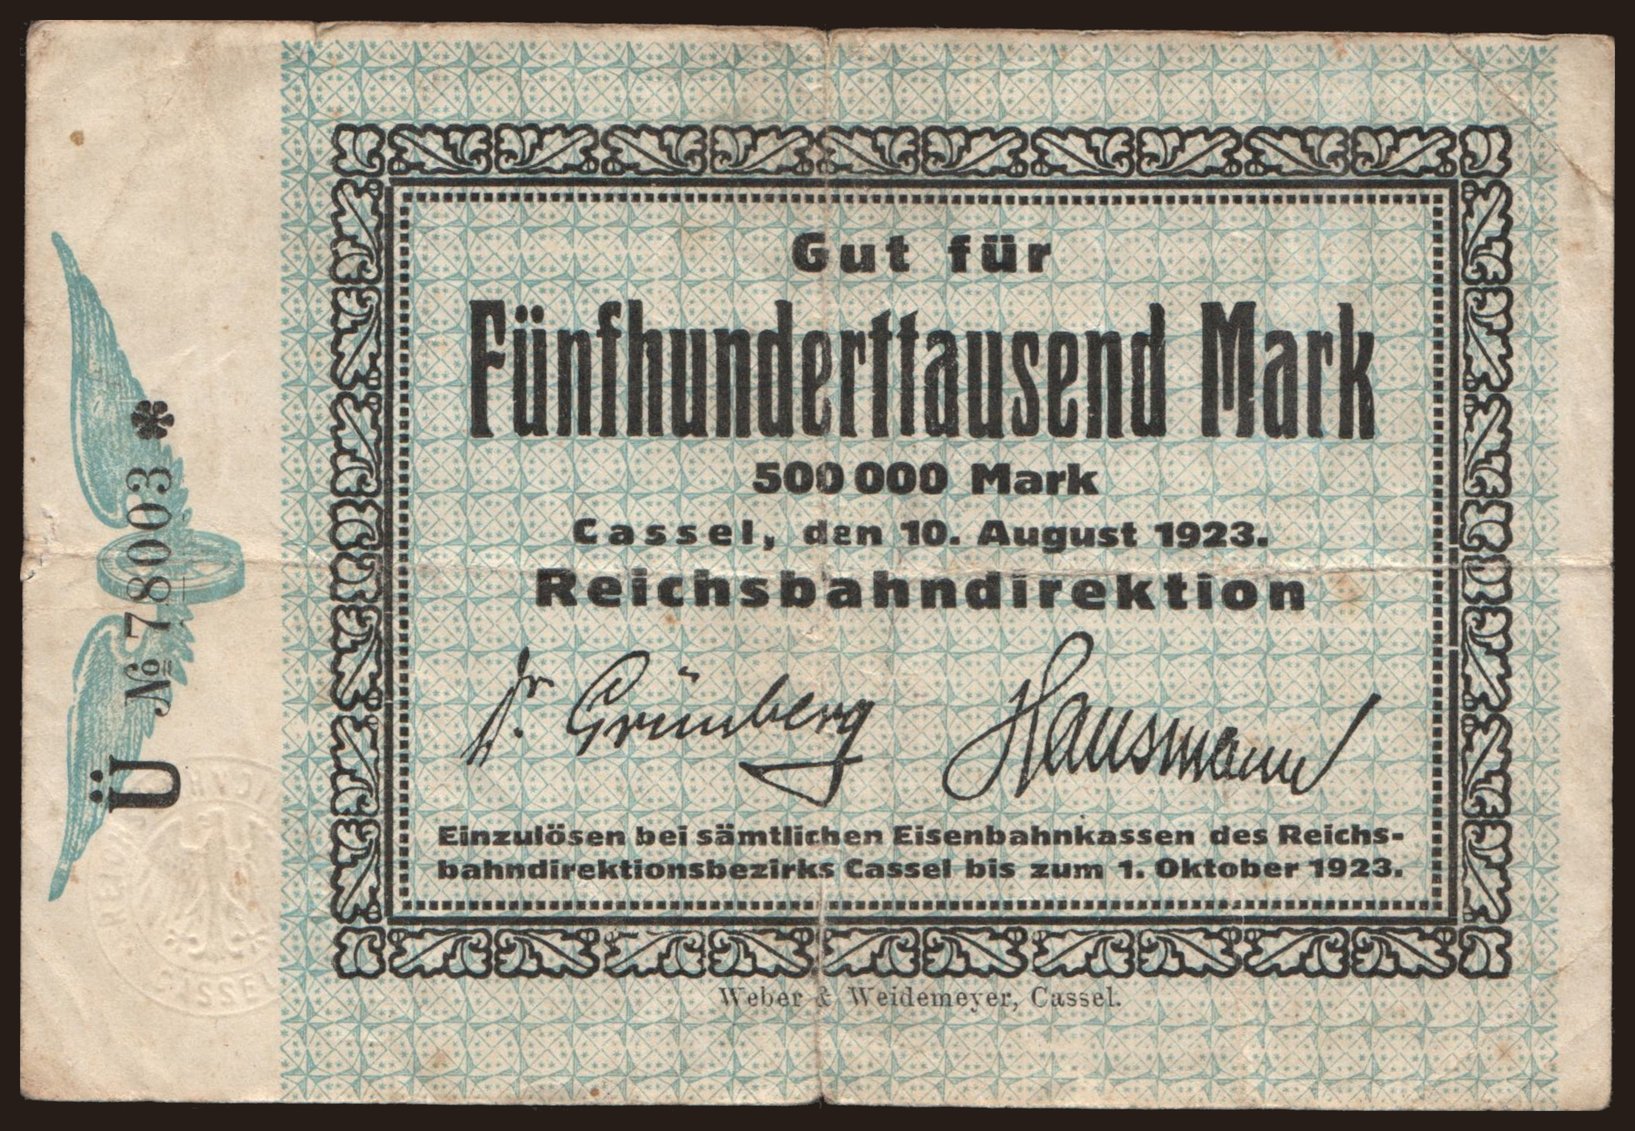 Gut für
Fünfhunderttausend Mark
500 000 Mark
Cassel, den 10. August 1923.
Reichsbahndirektion
Dr. Grünberg
Hausmann
Einzulösen bei sämtlichen Eisenbahnkassen des Reichs-
bahndirektionsbezirks Cassel bis zum 1. Oktober 1923.
Weber & Weidemeyer, Cassel.
Ü № 78003 *